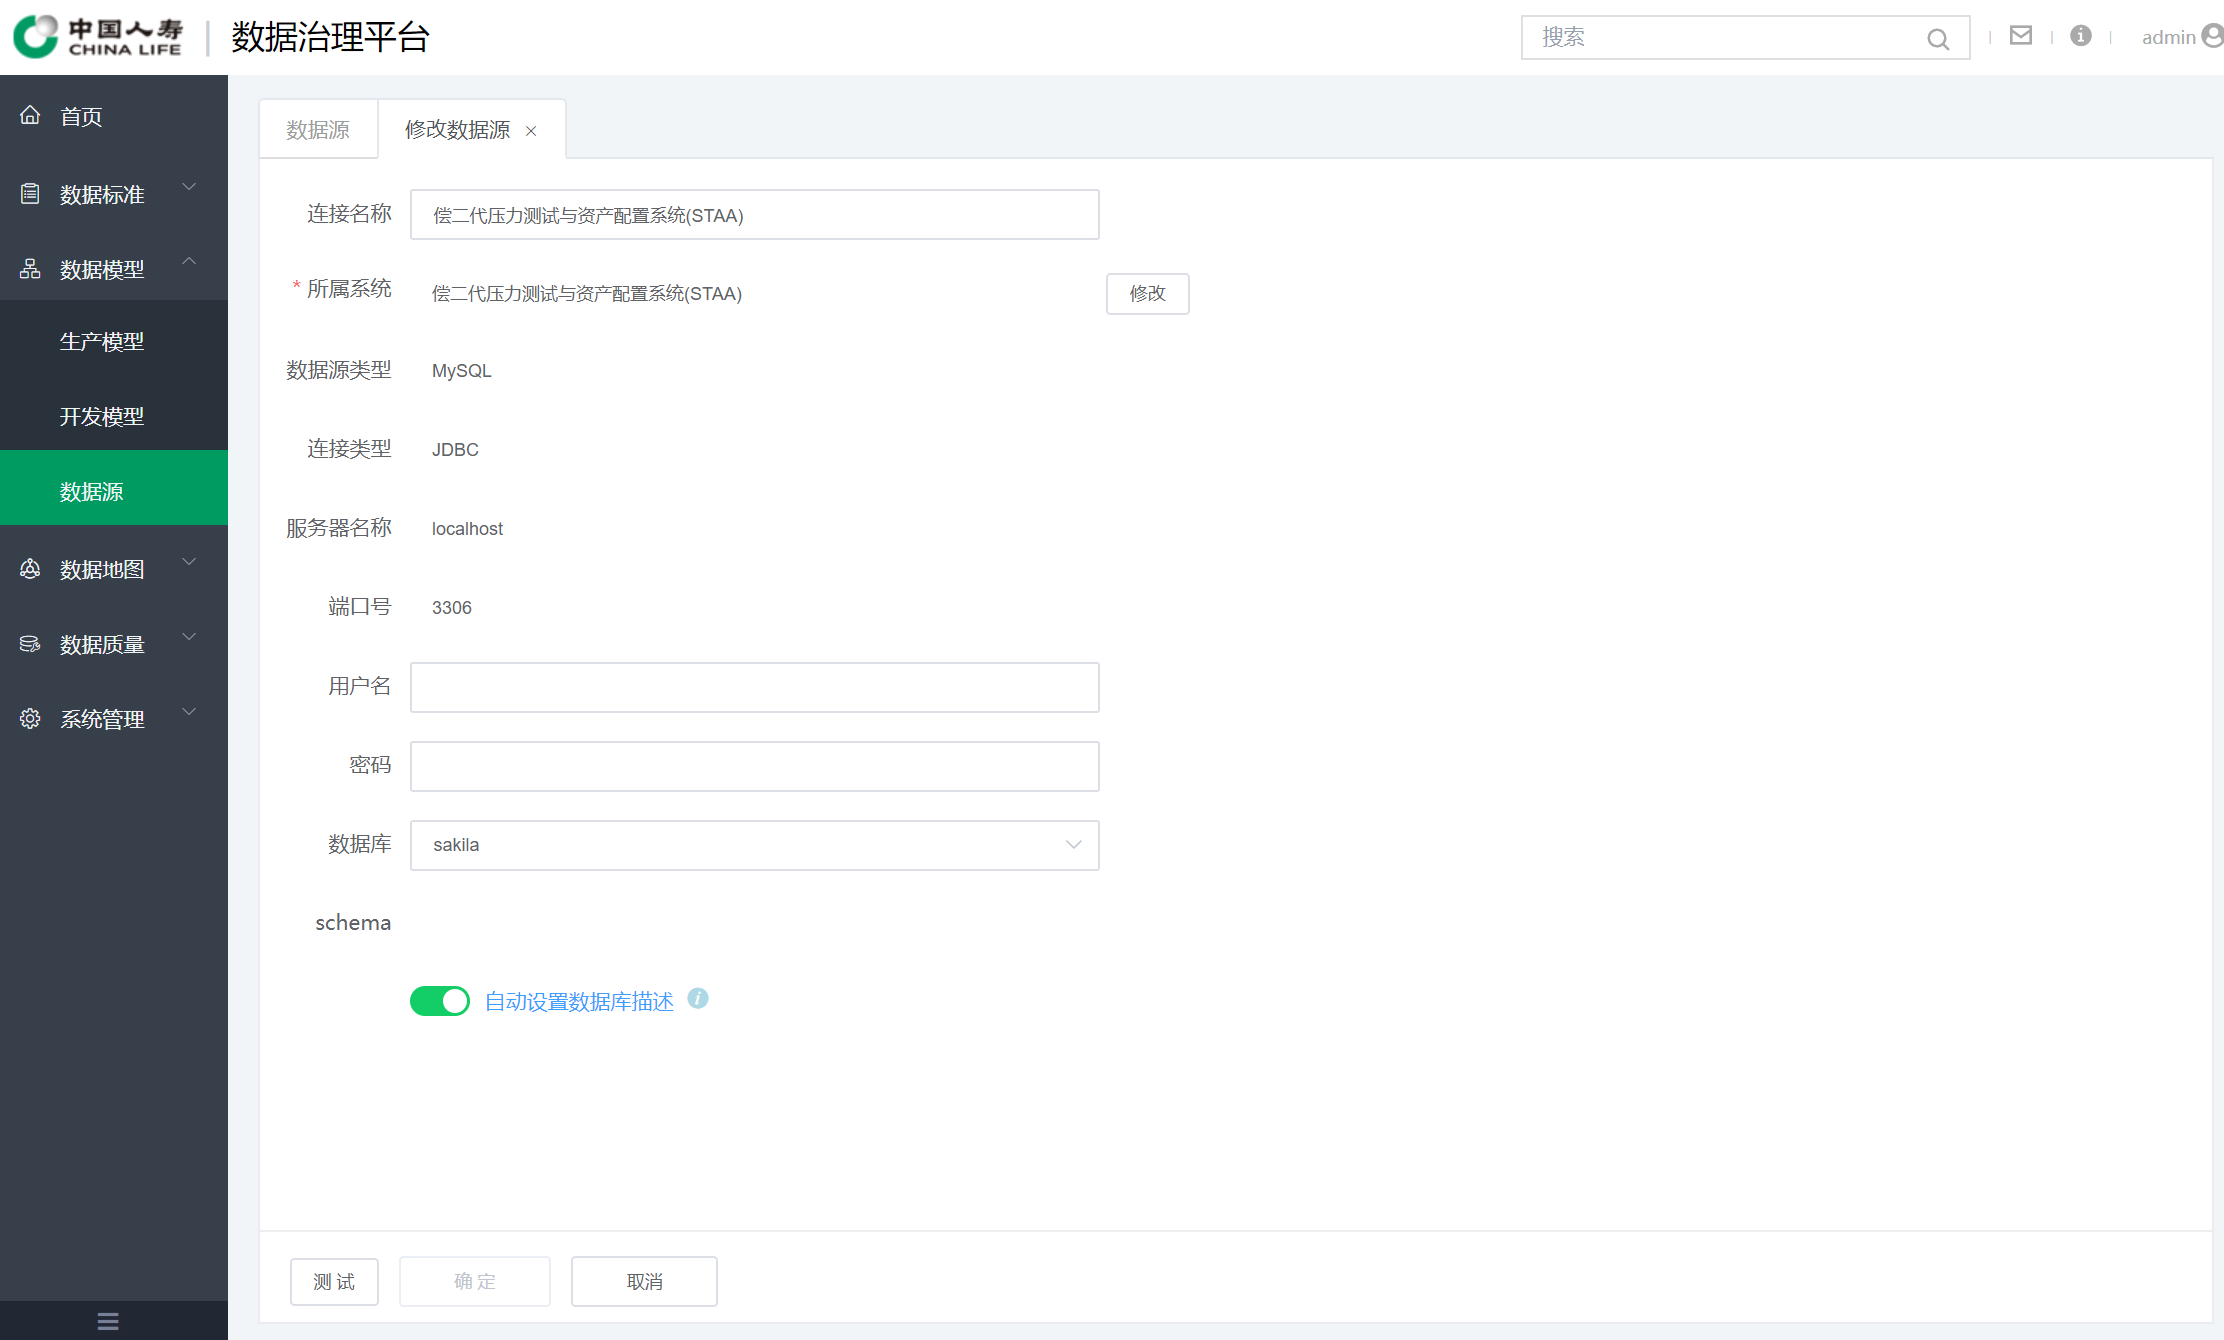 中国人寿
CHINA LIFE
数据治理平台
搜索
admin
首页
数据标准
数据模型
生产模型
开发模型
数据源
数据地图
数据质量
系统管理
数据源
修改数据源
连接名称
偿二代压力测试与资产配置系统(STAA)
* 所属系统
偿二代压力测试与资产配置系统(STAA)
修改
数据源类型
MySQL
连接类型
JDBC
服务器名称
localhost
端口号
3306
用户名
密码
数据库
sakila
schema
自动设置数据库描述
测 试
确 定
取消